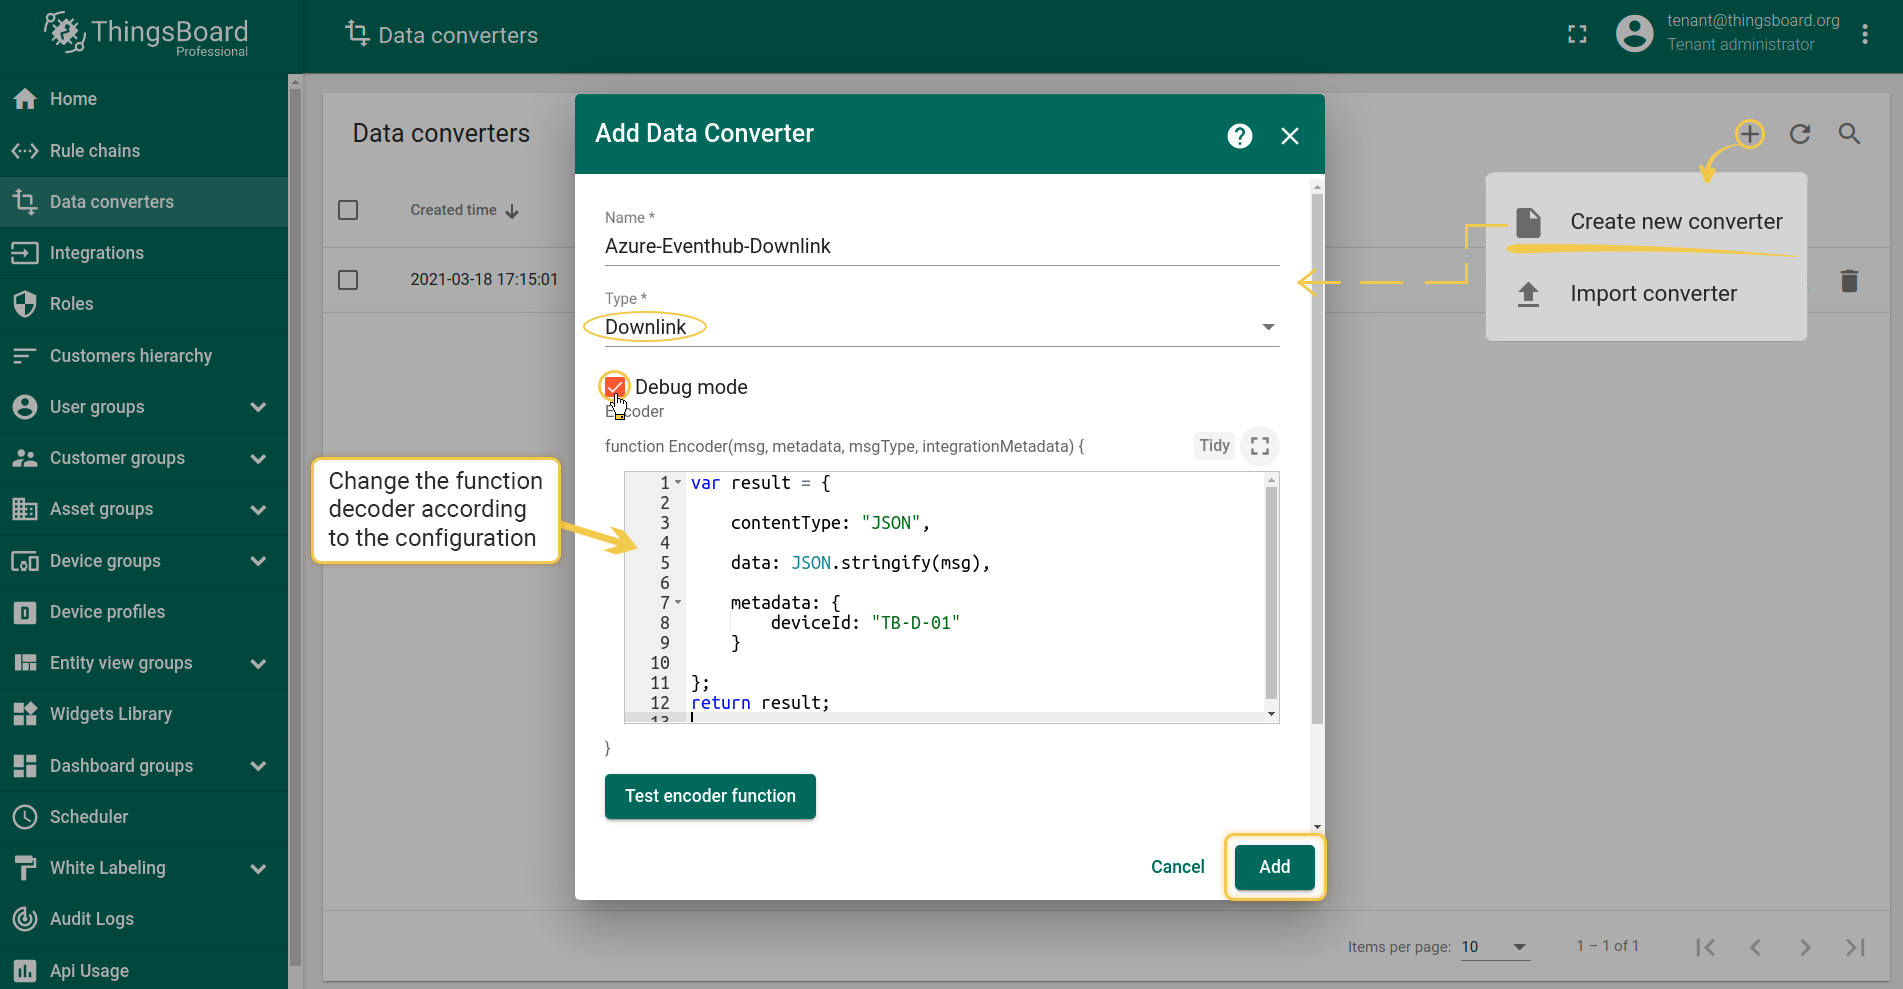 ThingsBoard
Professional
Data converters
tenant@thingsboard.org
Tenant administrator
Home
Rule chains
Data converters
Integrations
Roles
Customers hierarchy
User groups
Customer groups
Asset groups
Device groups
Device profiles
Entity view groups
Widgets Library
Dashboard groups
Scheduler
White Labeling
Audit Logs
Api Usage
Data converters
Created time
2021-03-18 17:15:01
Create new converter
Import converter
Add Data Converter
Name *
Azure-Eventhub-Downlink
Type *
Downlink
Debug mode
Encoder
function Encoder(msg, metadata, msgType, integrationMetadata) {
Tidy
Change the function
decoder according
to the configuration
1 var result = {
2
3 contentType: "JSON",
4
5 data: JSON.stringify(msg),
6
7 metadata: {
8 deviceId: "TB-D-01"
9 }
10
11 };
12 return result;
13
}
Test encoder function
Cancel
Add
Items per page: 10
1 – 1 of 1